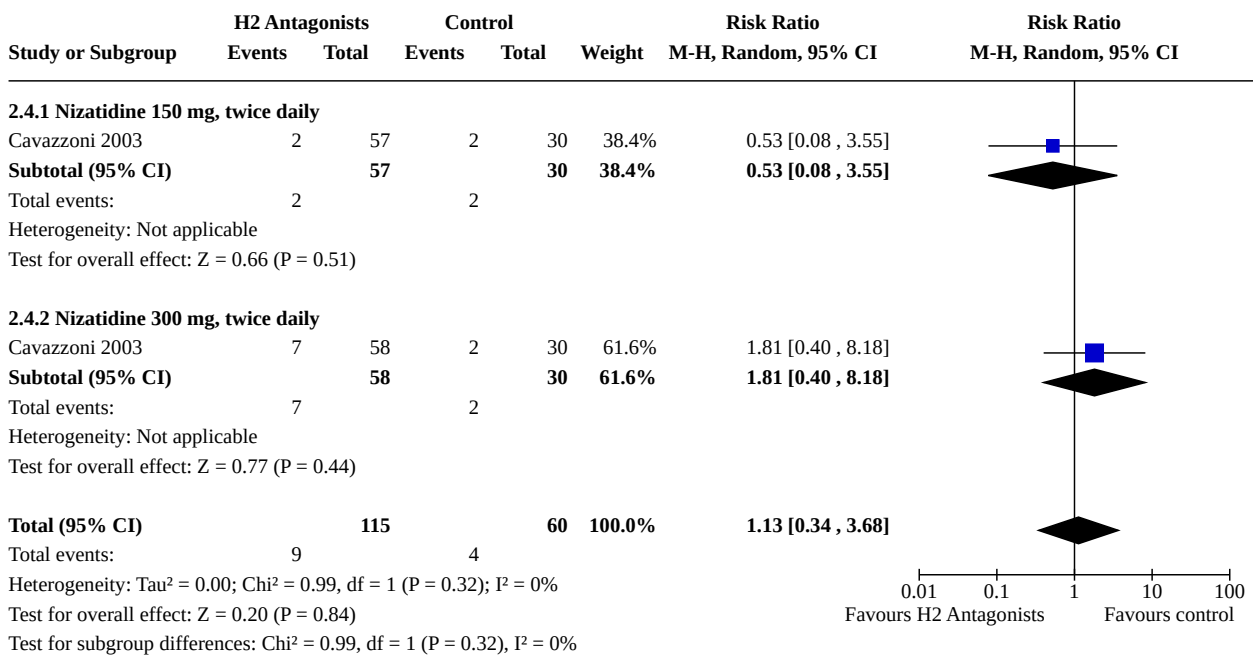 H2 Antagonists Control Risk Ratio Risk Ratio
Study or Subgroup Events Total Events Total Weight M-H, Random, 95% CI M-H, Random, 95% CI
2.4.1 Nizatidine 150 mg, twice daily
Cavazzoni 2003 2 57 2 30 38.4% 0.53 [0.08 , 3.55]
Subtotal (95% CI) 57 30 38.4% 0.53 [0.08 , 3.55]
Total events: 2 2
Heterogeneity: Not applicable
Test for overall effect: Z = 0.66 (P = 0.51)
2.4.2 Nizatidine 300 mg, twice daily
Cavazzoni 2003 7 58 2 30 61.6% 1.81 [0.40 , 8.18]
Subtotal (95% CI) 58 30 61.6% 1.81 [0.40 , 8.18]
Total events: 7 2
Heterogeneity: Not applicable
Test for overall effect: Z = 0.77 (P = 0.44)
Total (95% CI) 115 60 100.0% 1.13 [0.34 , 3.68]
Total events: 9 4
Heterogeneity: Tau² = 0.00; Chi² = 0.99, df = 1 (P = 0.32); I² = 0%
0.01 0.1 1 10 100
Test for overall effect: Z = 0.20 (P = 0.84)
Favours H2 Antagonists Favours control
Test for subgroup differences: Chi² = 0.99, df = 1 (P = 0.32), I² = 0%